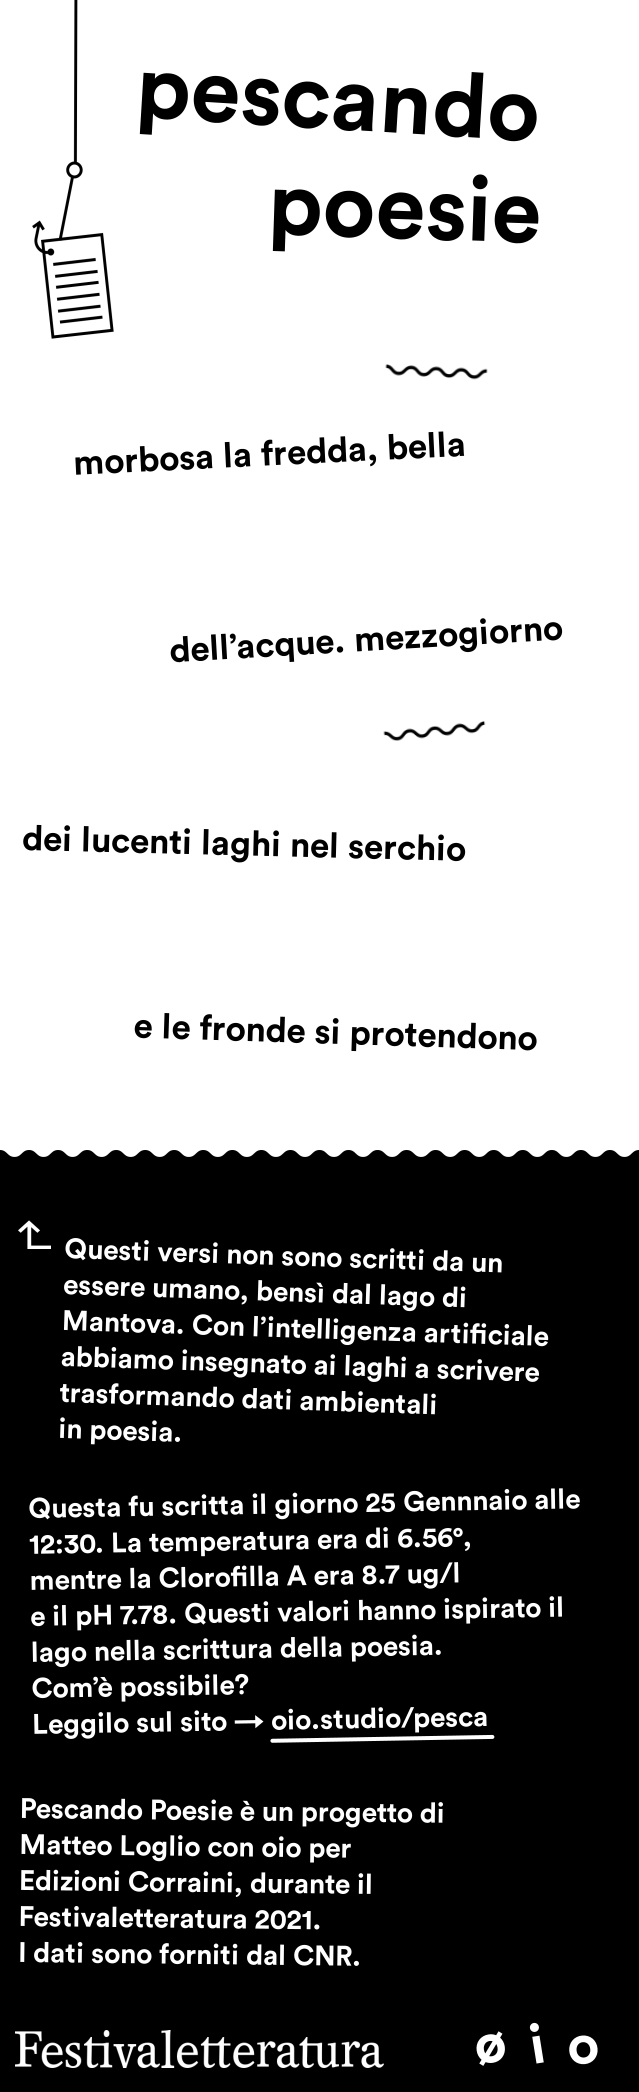 pescando
poesie
morbosa la fredda, bella
dell’acque. mezzogiorno
dei lucenti laghi nel serchio
e le fronde si protendono
Questi versi non sono scritti da un
essere umano, bensì dal lago di
Mantova. Con l’intelligenza artificiale
abbiamo insegnato ai laghi a scrivere
trasformando dati ambientali
in poesia.
Questa fu scritta il giorno 25 Gennnaio alle
12:30. La temperatura era di 6.56°,
mentre la Clorofilla A era 8.7 ug/l
e il pH 7.78. Questi valori hanno ispirato il
lago nella scrittura della poesia.
Com’è possibile?
Leggilo sul sito → oio.studio/pesca
Pescando Poesie è un progetto di
Matteo Loglio con oio per
Edizioni Corraini, durante il
Festivaletteratura 2021.
I dati sono forniti dal CNR.
Festivaletteratura øio